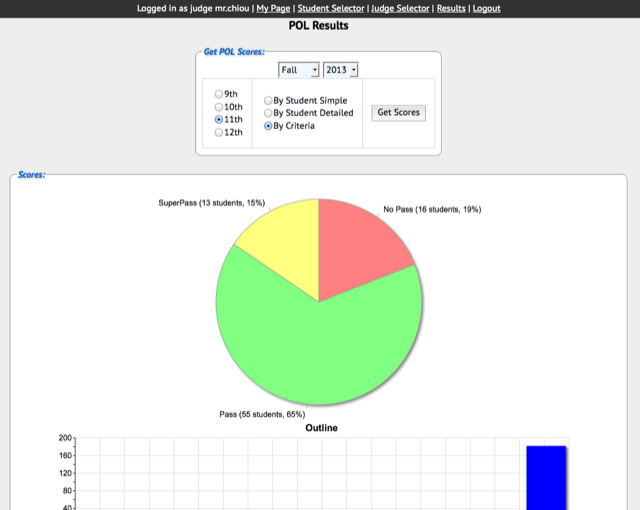 Logged in as judge mr.chiou | My Page | Student Selector | Judge Selector | Results | Logout
POL Results
Get POL Scores:
Fall 2013
9th
10th
11th
12th
By Student Simple
By Student Detailed
By Criteria
Get Scores
Scores:
SuperPass (13 students, 15%)
No Pass (16 students, 19%)
Pass (55 students, 65%)
Outline
200
160
120
80
40